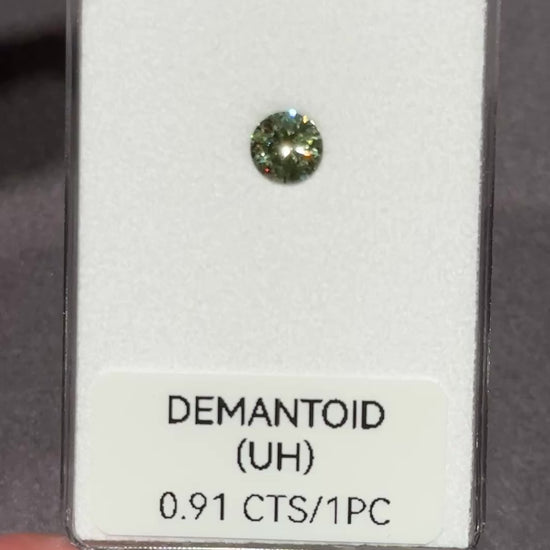 DEMANTOID
(UH)
0.91 CTS/1PC